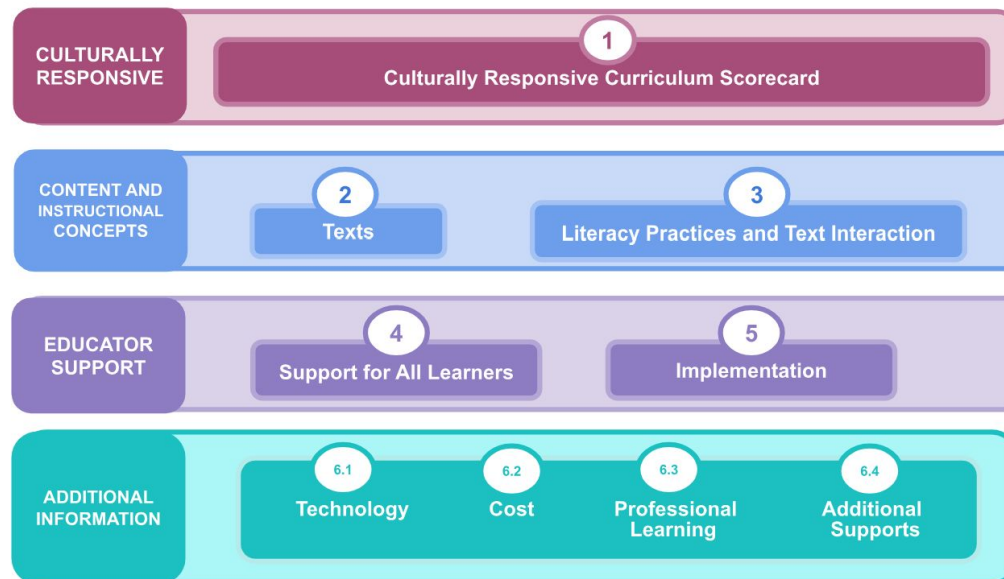 CULTURALLY
RESPONSIVE
1
Culturally Responsive Curriculum Scorecard
CONTENT AND
INSTRUCTIONAL
CONCEPTS
2
Texts
3
Literacy Practices and Text Interaction
EDUCATOR
SUPPORT
4
Support for All Learners
5
Implementation
ADDITIONAL
INFORMATION
6.1
Technology
6.2
Cost
6.3
Professional
Learning
6.4
Additional
Supports